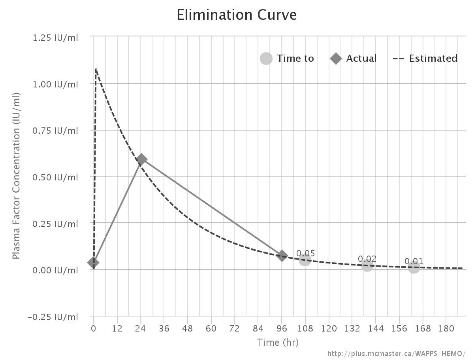 Elimination Curve
Time to Actual Estimated
Plasma Factor Concentration (IU/ml)
1.25 IU/ml
1.00 IU/ml
0.75 IU/ml
0.50 IU/ml
0.25 IU/ml
0.00 IU/ml
-0.25 IU/ml
0.05 0.02 0.01
0 12 24 36 48 60 72 84 96 108 120 132 144 156 168 180
Time (hr)
http://plus.mcmaster.ca/WAPPS-HEMO/